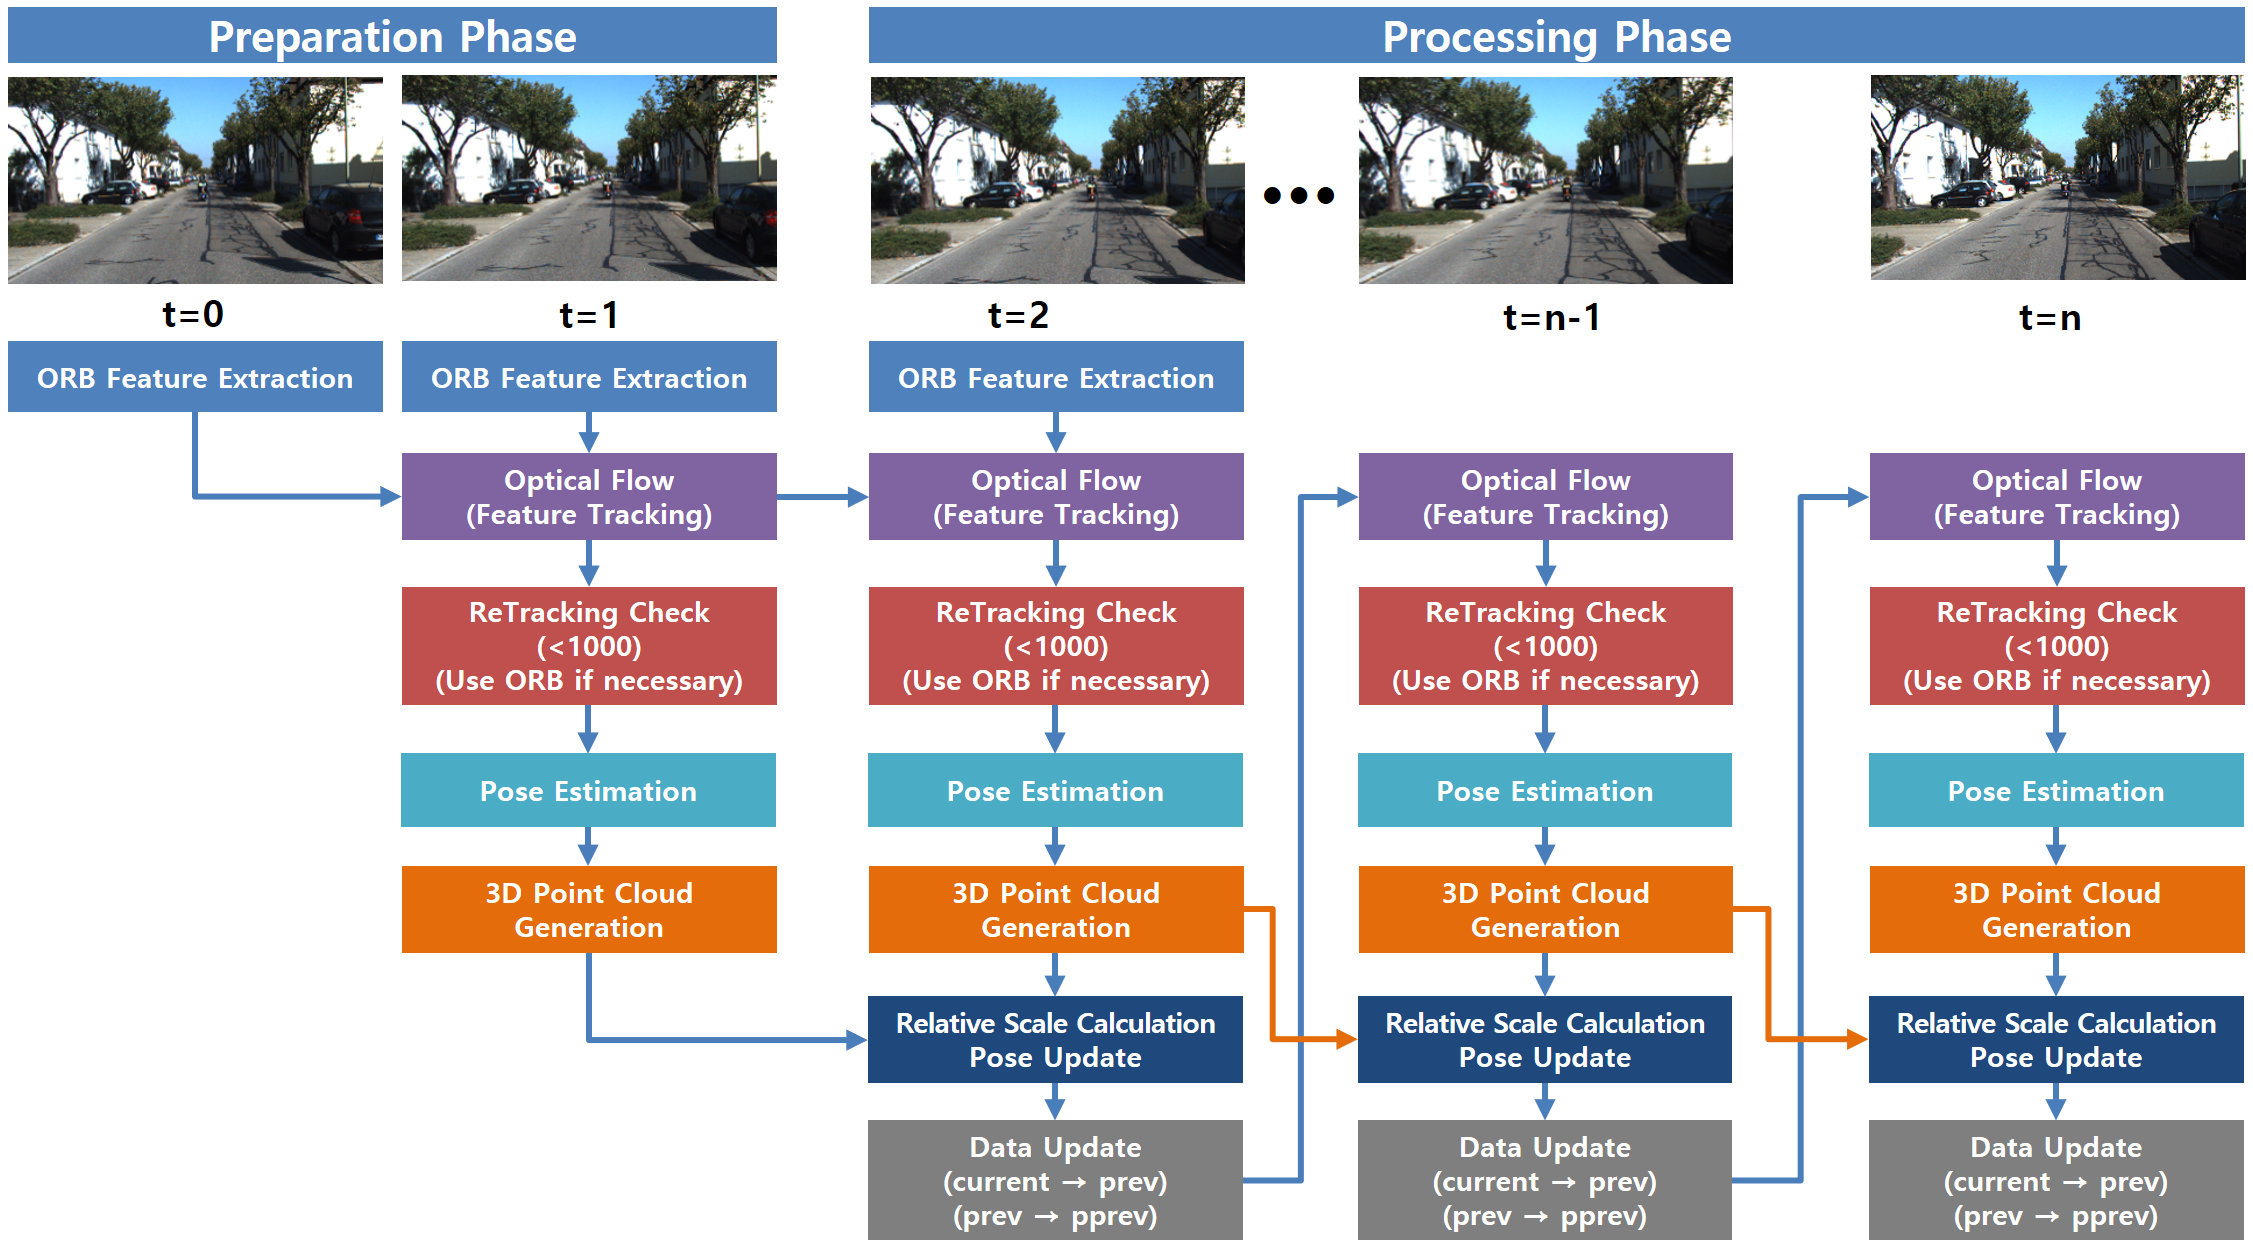 Preparation Phase
Processing Phase
t=0
t=1
t=2
t=n-1
t=n
ORB Feature Extraction
ORB Feature Extraction
ORB Feature Extraction
Optical Flow
(Feature Tracking)
Optical Flow
(Feature Tracking)
Optical Flow
(Feature Tracking)
Optical Flow
(Feature Tracking)
ReTracking Check
(<1000)
(Use ORB if necessary)
ReTracking Check
(<1000)
(Use ORB if necessary)
ReTracking Check
(<1000)
(Use ORB if necessary)
ReTracking Check
(<1000)
(Use ORB if necessary)
Pose Estimation
Pose Estimation
Pose Estimation
Pose Estimation
3D Point Cloud
Generation
3D Point Cloud
Generation
3D Point Cloud
Generation
3D Point Cloud
Generation
Relative Scale Calculation
Pose Update
Relative Scale Calculation
Pose Update
Relative Scale Calculation
Pose Update
Data Update
(current → prev)
(prev → pprev)
Data Update
(current → prev)
(prev → pprev)
Data Update
(current → prev)
(prev → pprev)